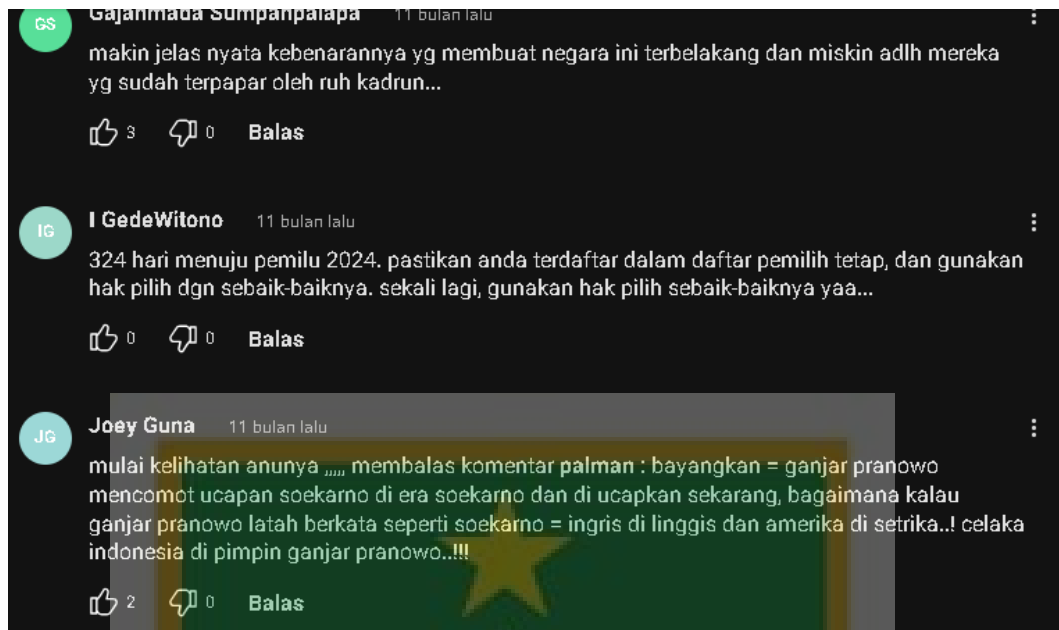 GS
Gajahmada Sumpahpalapa 11 bulan lalu
makin jelas nyata kebenarannya yg membuat negara ini terbelakang dan miskin adlh mereka
yg sudah terpapar oleh ruh kadrun...
3 0 Balas
IG
I GedeWitono 11 bulan lalu
324 hari menuju pemilu 2024. pastikan anda terdaftar dalam daftar pemilih tetap, dan gunakan
hak pilih dgn sebaik-baiknya. sekali lagi, gunakan hak pilih sebaik-baiknya yaa...
0 0 Balas
JG
Joey Guna 11 bulan lalu
mulai kelihatan anunya ,,,,, membalas komentar palman : bayangkan = ganjar pranowo
mencomot ucapan soekarno di era soekarno dan di ucapkan sekarang, bagaimana kalau
ganjar pranowo latah berkata seperti soekarno = ingris di linggis dan amerika di setrika..! celaka
indonesia di pimpin ganjar pranowo..!!!
2 0 Balas